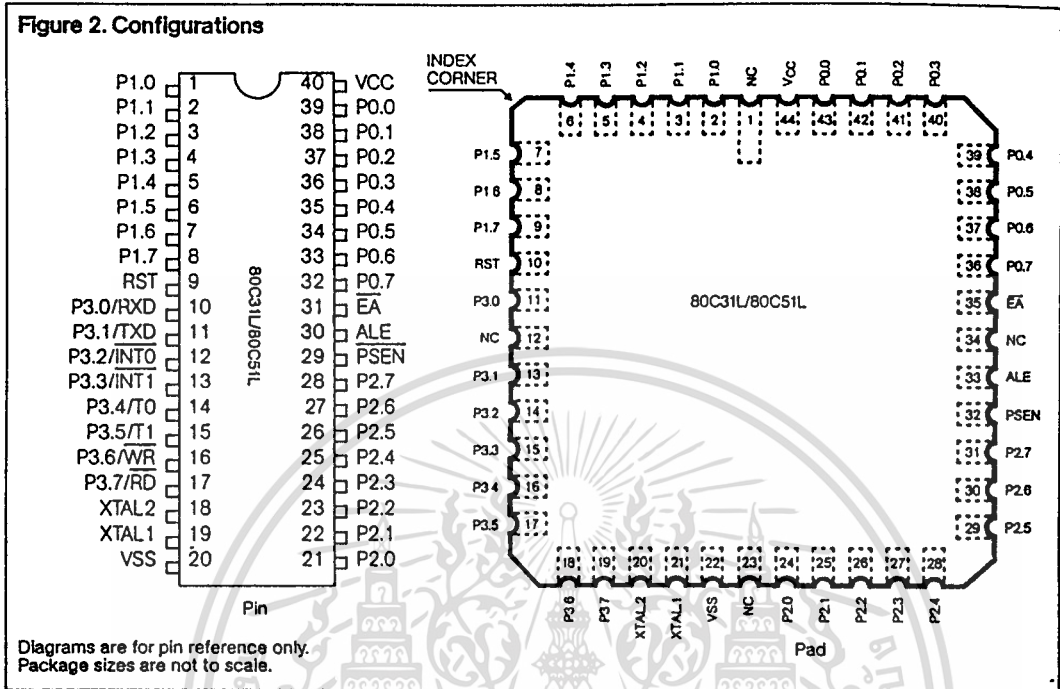 Figure 2. Configurations
P1.0 1 40 VCC
P1.1 2 39 P0.0
P1.2 3 38 P0.1
P1.3 4 37 P0.2
P1.4 5 36 P0.3
P1.5 6 35 P0.4
P1.6 7 34 P0.5
P1.7 8 33 P0.6
RST 9 32 P0.7
P3.0/RXD 10 31 E̅A̅
P3.1/TXD 11 30 ALE
P3.2/I̅N̅T̅0̅ 12 29 P̅S̅E̅N̅
P3.3/I̅N̅T̅1̅ 13 28 P2.7
P3.4/T0 14 27 P2.6
P3.5/T1 15 26 P2.5
P3.6/W̅R̅ 16 25 P2.4
P3.7/R̅D̅ 17 24 P2.3
XTAL2 18 23 P2.2
XTAL1 19 22 P2.1
VSS 20 21 P2.0
80C31L/80C51L
Pin
INDEX
CORNER
P1.4 P1.3 P1.2 P1.1 P1.0 NC VCC P0.0 P0.1 P0.2 P0.3
6 5 4 3 2 1 44 43 42 41 40
P1.5 7 39 P0.4
P1 6 8 38 P0.5
P1.7 9 37 P0.6
RST 10 36 P0.7
P3.0 11 35 E̅A̅
NC 12 34 NC
P3.1 13 33 ALE
P3.2 14 32 PSEN
P3.3 15 31 P2.7
P3 4 16 30 P2.6
P3.5 17 29 P2.5
80C31L/80C51L
18 19 20 21 22 23 24 25 26 27 28
P3 6 P3 7 XTAL2 XTAL1 VSS NC P2.0 P2.1 P2.2 P2.3 P2.4
Pad
Diagrams are for pin reference only.
Package sizes are not to scale.